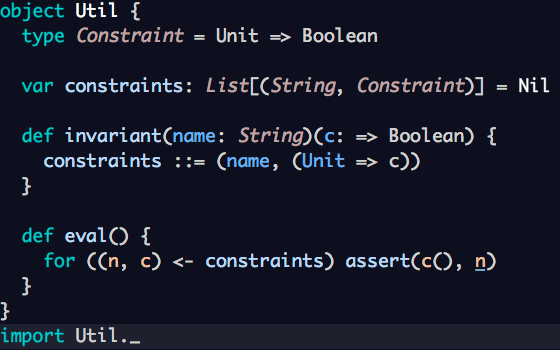 object Util {
  type Constraint = Unit => Boolean

  var constraints: List[(String, Constraint)] = Nil

  def invariant(name: String)(c: => Boolean) {
    constraints ::= (name, (Unit => c))
  }

  def eval() {
    for ((n, c) <- constraints) assert(c(), n)
  }
}
import Util._